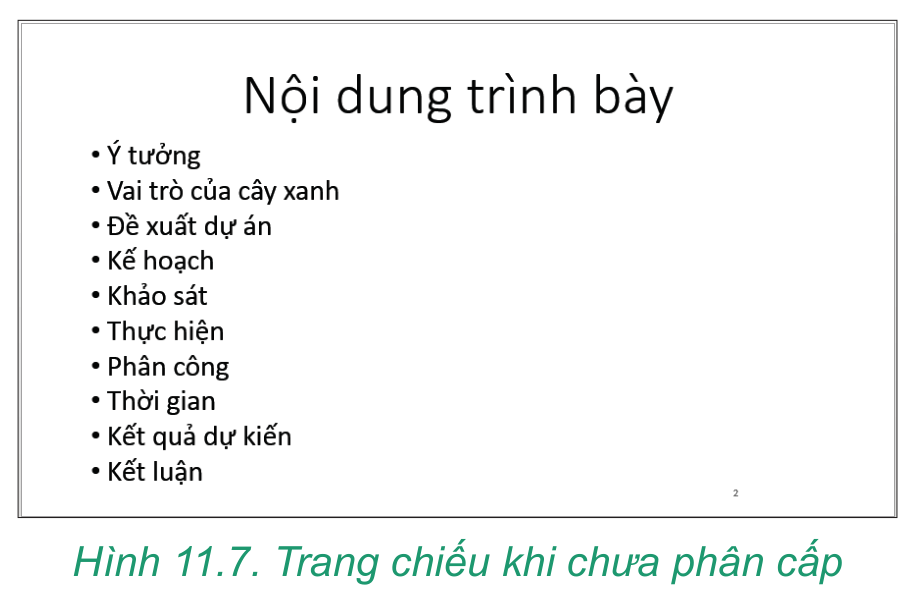 Nội dung trình bày
• Ý tưởng
• Vai trò của cây xanh
• Đề xuất dự án
• Kế hoạch
• Khảo sát
• Thực hiện
• Phân công
• Thời gian
• Kết quả dự kiến
• Kết luận
2
Hình 11.7. Trang chiếu khi chưa phân cấp